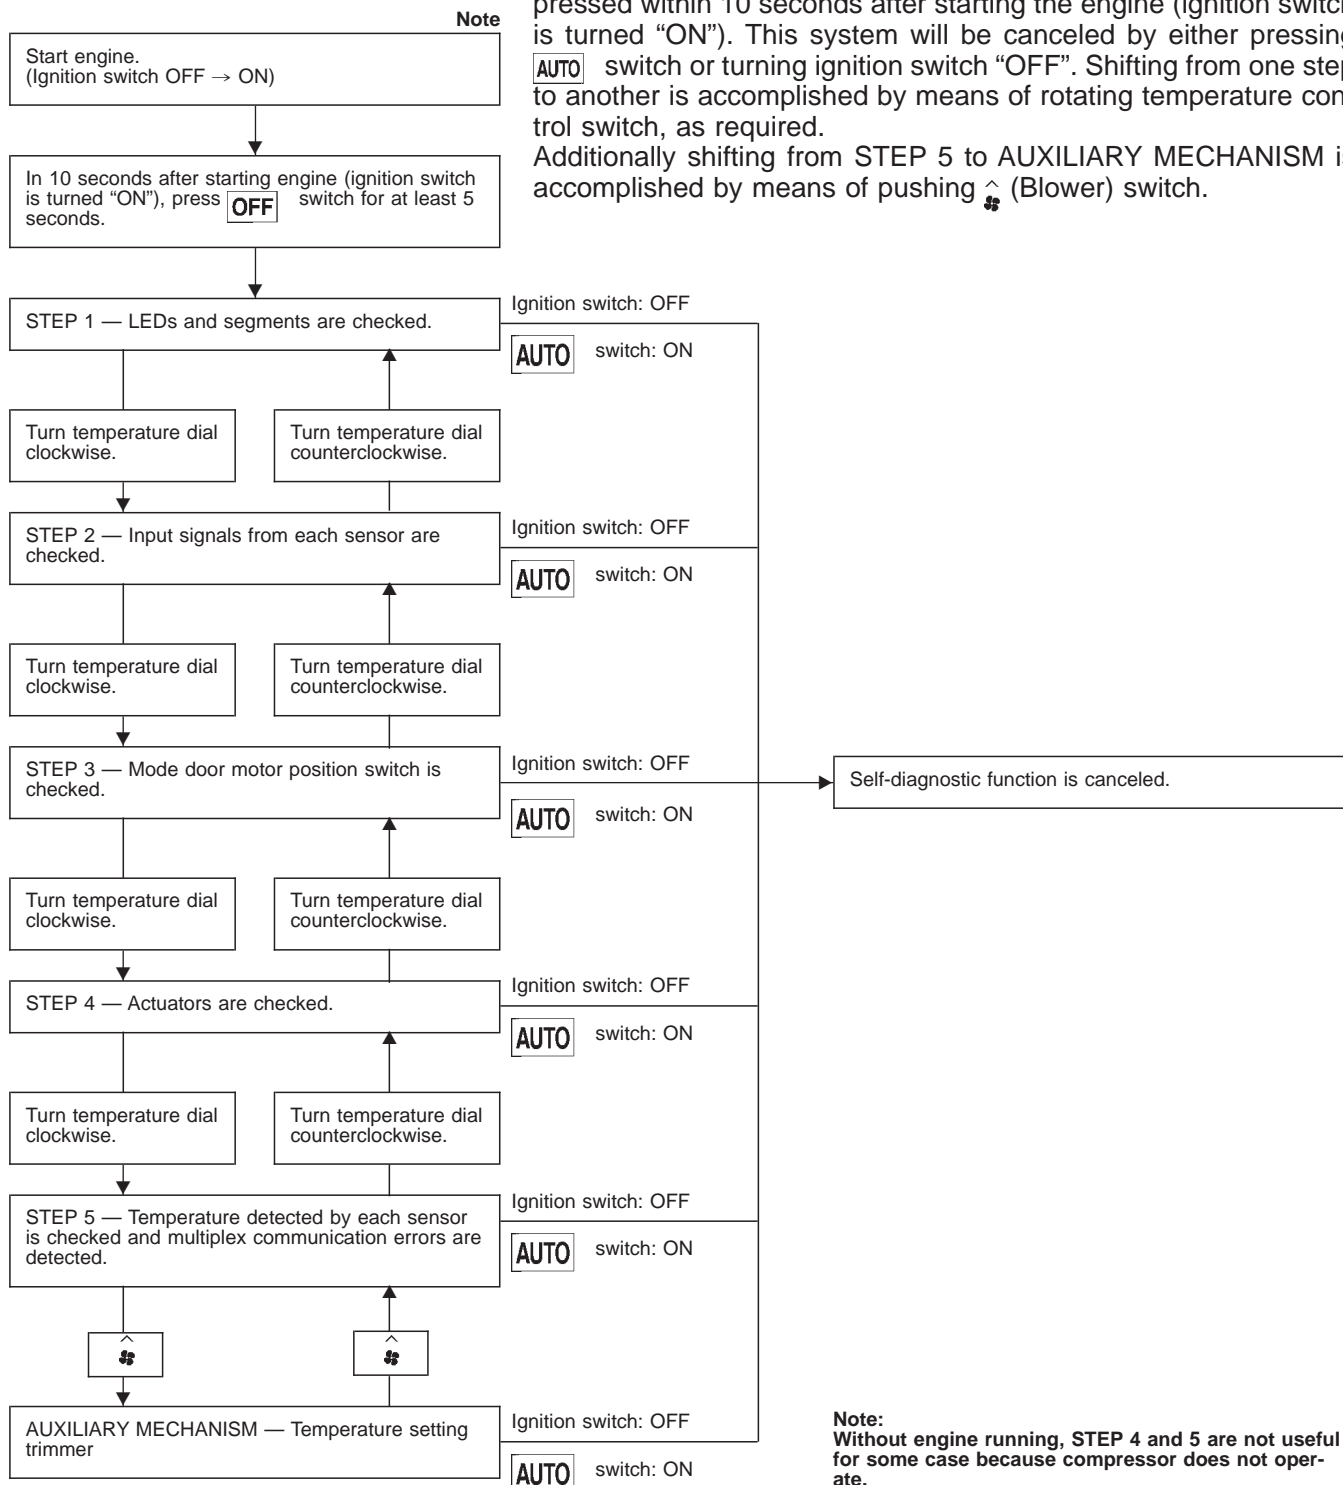 Note
Start engine.
(Ignition switch OFF → ON)
pressed within 10 seconds after starting the engine (ignition switch
is turned “ON”). This system will be canceled by either pressing
AUTO switch or turning ignition switch “OFF”. Shifting from one step
to another is accomplished by means of rotating temperature con-
trol switch, as required.
Additionally shifting from STEP 5 to AUXILIARY MECHANISM is
accomplished by means of pushing (Blower) switch.
In 10 seconds after starting engine (ignition switch
is turned “ON”), press OFF switch for at least 5
seconds.
STEP 1 — LEDs and segments are checked.
Ignition switch: OFF
AUTO switch: ON
Turn temperature dial
clockwise.
Turn temperature dial
counterclockwise.
STEP 2 — Input signals from each sensor are
checked.
Ignition switch: OFF
AUTO switch: ON
Turn temperature dial
clockwise.
Turn temperature dial
counterclockwise.
STEP 3 — Mode door motor position switch is
checked.
Ignition switch: OFF
AUTO switch: ON
Self-diagnostic function is canceled.
Turn temperature dial
clockwise.
Turn temperature dial
counterclockwise.
STEP 4 — Actuators are checked.
Ignition switch: OFF
AUTO switch: ON
Turn temperature dial
clockwise.
Turn temperature dial
counterclockwise.
STEP 5 — Temperature detected by each sensor
is checked and multiplex communication errors are
detected.
Ignition switch: OFF
AUTO switch: ON
AUXILIARY MECHANISM — Temperature setting
trimmer
Ignition switch: OFF
AUTO switch: ON
Note:
Without engine running, STEP 4 and 5 are not useful
for some case because compressor does not oper-
ate.